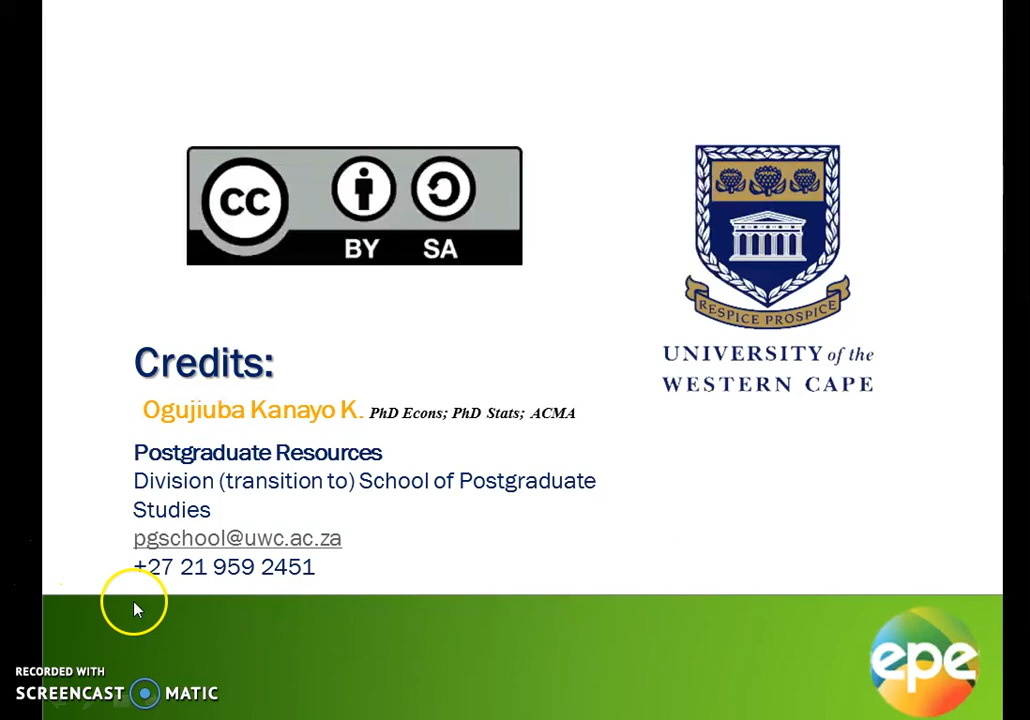 CC
BY SA
RESPICE PROSPICE
UNIVERSITY of the
WESTERN CAPE
Credits:
Ogujiuba Kanayo K. PhD Econs; PhD Stats; ACMA
Postgraduate Resources
Division (transition to) School of Postgraduate
Studies
pgschool@uwc.ac.za
+27 21 959 2451
epe
RECORDED WITH
SCREENCAST MATIC